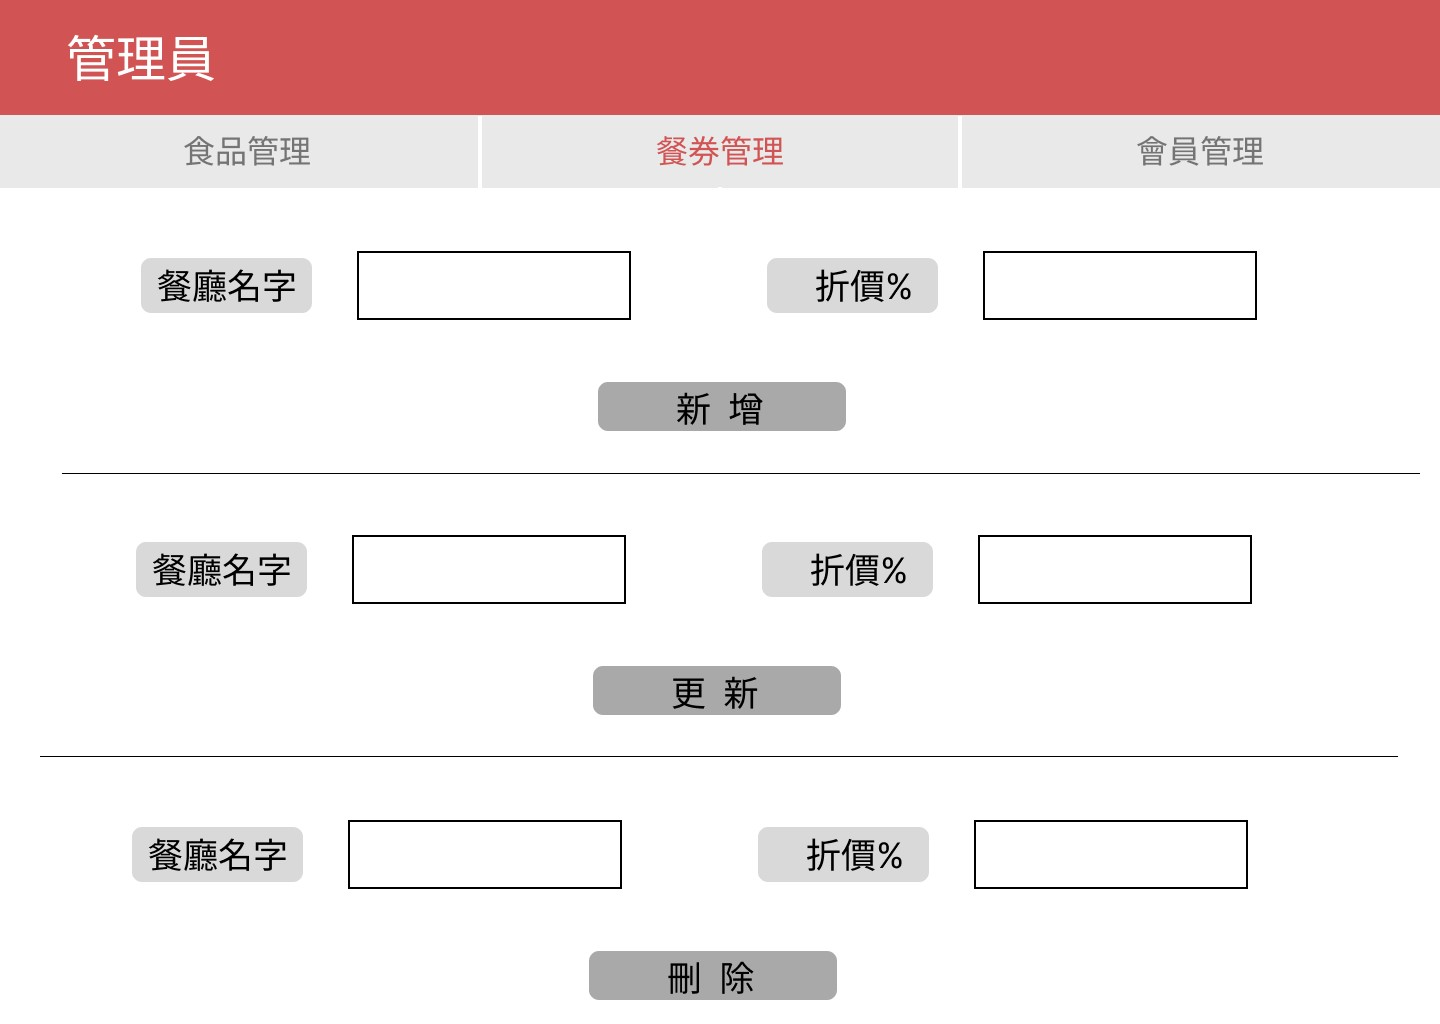 管理員
食品管理
餐券管理
會員管理
餐廳名字
折價%
新 增
餐廳名字
折價%
更 新
餐廳名字
折價%
刪 除